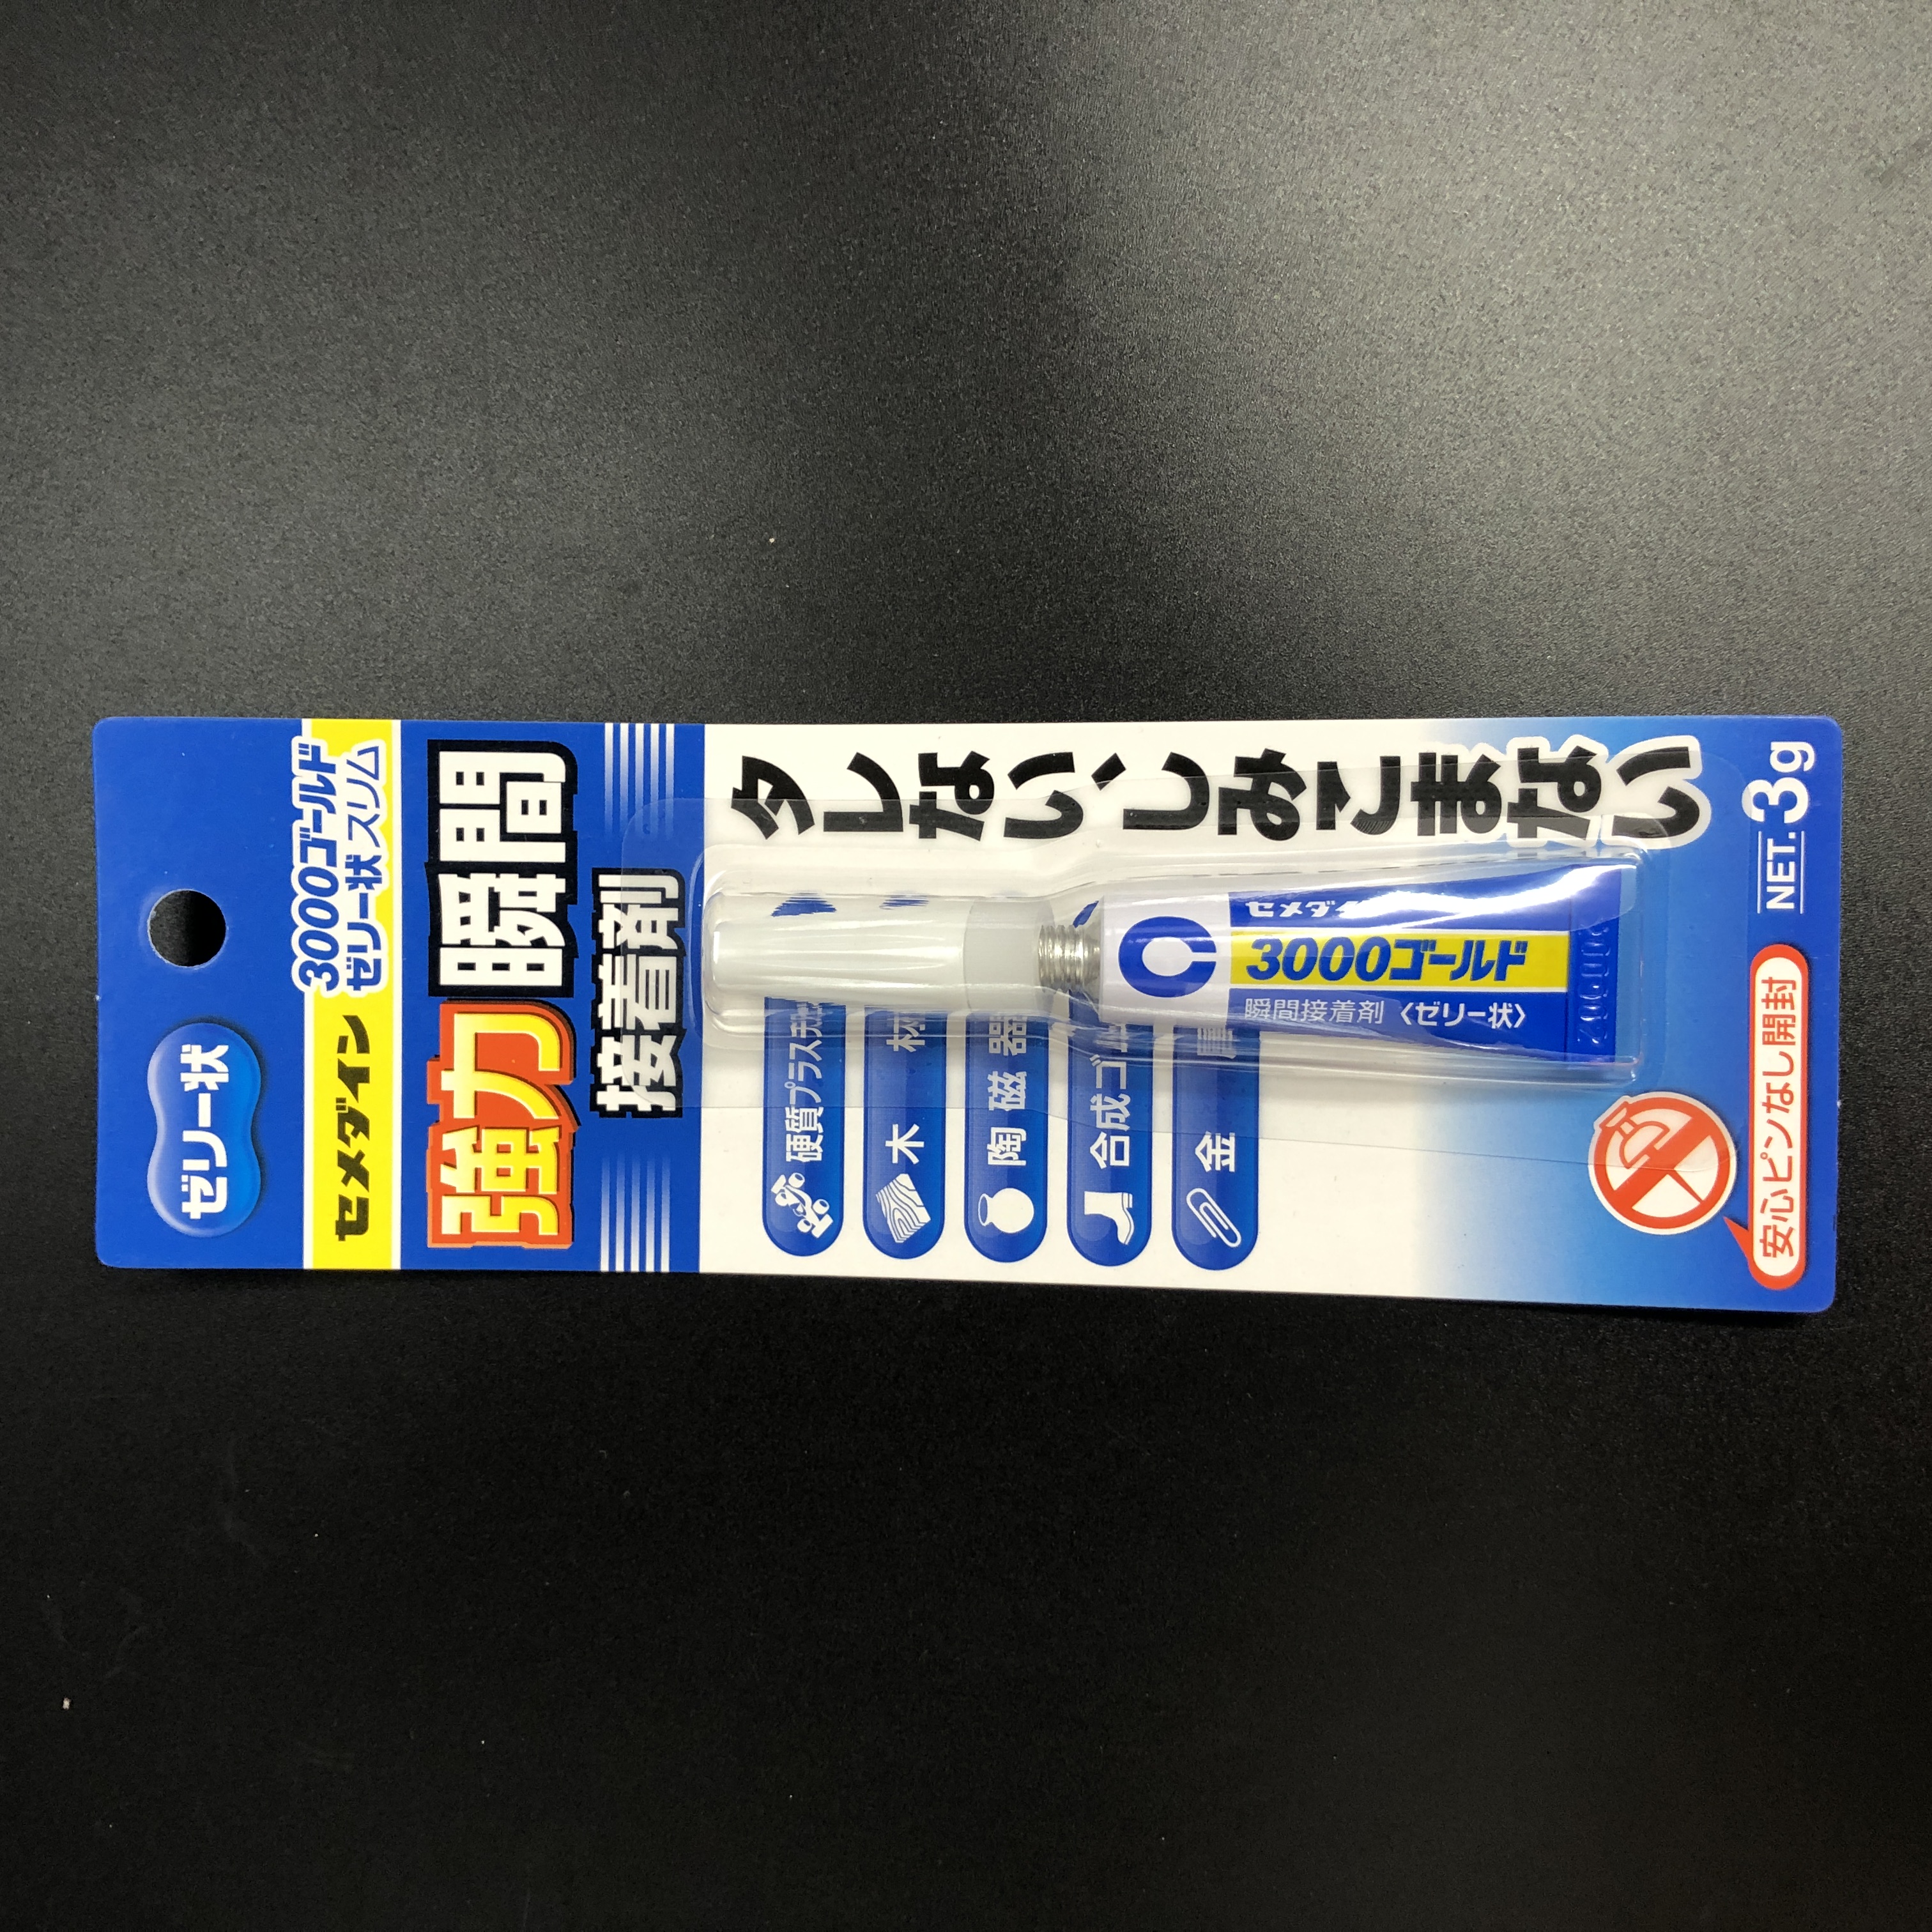 ゼリー状
セメダイン
3000ゴールド
ゼリー状スリム
強力瞬間
接着剤
タレない、しみこまない
硬質プラスチ
木材
陶磁器
合成ゴム
金属
セメダイ
3000ゴールド
瞬間接着剤〈ゼリー状〉
安心ピンなし開封
NET.3g